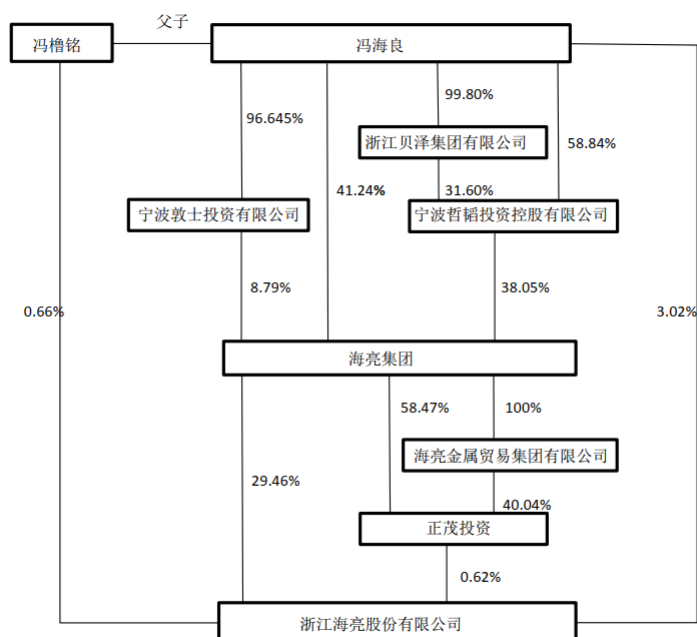 父子
冯橹铭
冯海良
99.80%
96.645%
浙江贝泽集团有限公司
58.84%
41.24%
31.60%
宁波敦士投资有限公司
宁波哲韬投资控股有限公司
8.79%
38.05%
0.66%
3.02%
海亮集团
58.47%
100%
海亮金属贸易集团有限公司
29.46%
40.04%
正茂投资
0.62%
浙江海亮股份有限公司